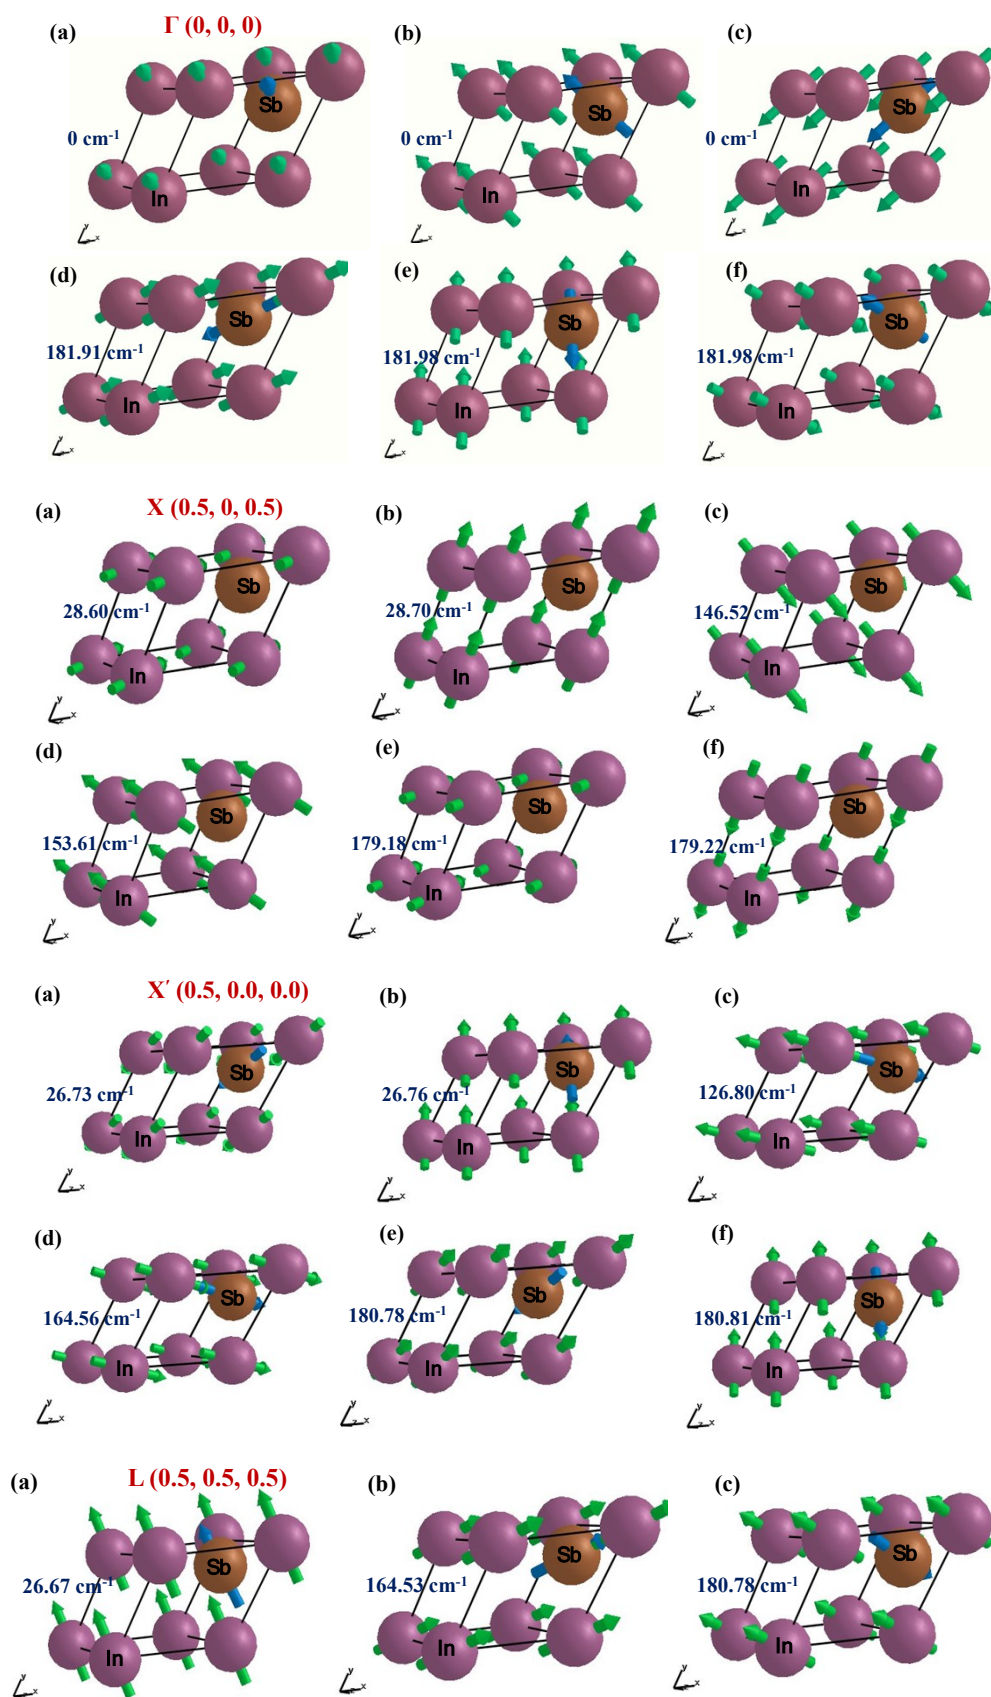 Γ (0, 0, 0)
(a) (b) (c)
Sb Sb Sb
0 cm-1 0 cm-1 0 cm-1
In In In
y x y x y x
(d) (e) (f)
Sb Sb Sb
181.91 cm-1 181.98 cm-1 181.98 cm-1
In In In
y x y x y x
X (0.5, 0, 0.5)
(a) (b) (c)
Sb Sb Sb
28.60 cm-1 28.70 cm-1 146.52 cm-1
In In In
y x y x y x
(d) (e) (f)
Sb Sb Sb
153.61 cm-1 179.18 cm-1 179.22 cm-1
In In In
y x y x y x
X′ (0.5, 0.0, 0.0)
(a) (b) (c)
Sb Sb Sb
26.73 cm-1 26.76 cm-1 126.80 cm-1
In In In
y z x y z x y z x
(d) (e) (f)
Sb Sb Sb
164.56 cm-1 180.78 cm-1 180.81 cm-1
In In In
y z x y z x y z x
L (0.5, 0.5, 0.5)
(a) (b) (c)
Sb Sb Sb
26.67 cm-1 164.53 cm-1 180.78 cm-1
In In In
y x y x y x